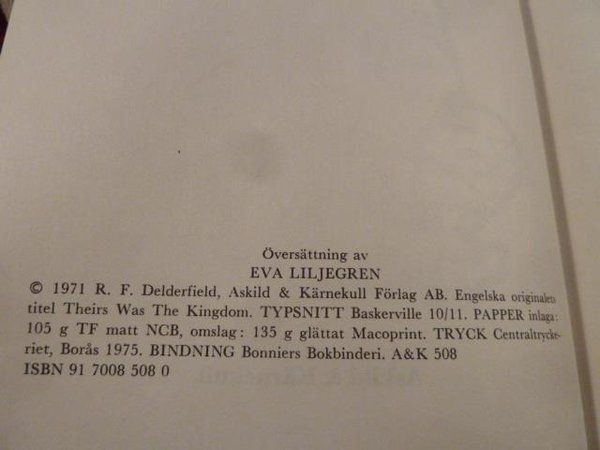 Översättning av
EVA LILJEGREN
© 1971 R. F. Delderfield, Askild & Kärnekull Förlag AB. Engelska originalen
titel Theirs Was The Kingdom. TYPSNITT Baskerville 10/11. PAPPER inlaga:
105 g TF matt NCB, omslag: 135 g glättat Macoprint. TRYCK Centraltrycke-
riet, Borås 1975. BINDNING Bonniers Bokbinderi. A&K 508
ISBN 91 7008 508 0